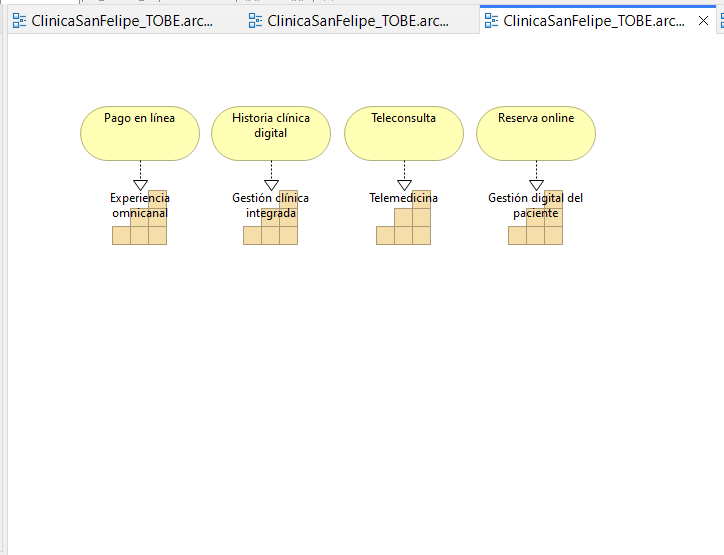 ClinicaSanFelipe_TOBE.arc...
ClinicaSanFelipe_TOBE.arc...
ClinicaSanFelipe_TOBE.arc...
Pago en línea
Historia clínica
digital
Teleconsulta
Reserva online
Experiencia
omnicanal
Gestión clínica
integrada
Telemedicina
Gestión digital del
paciente